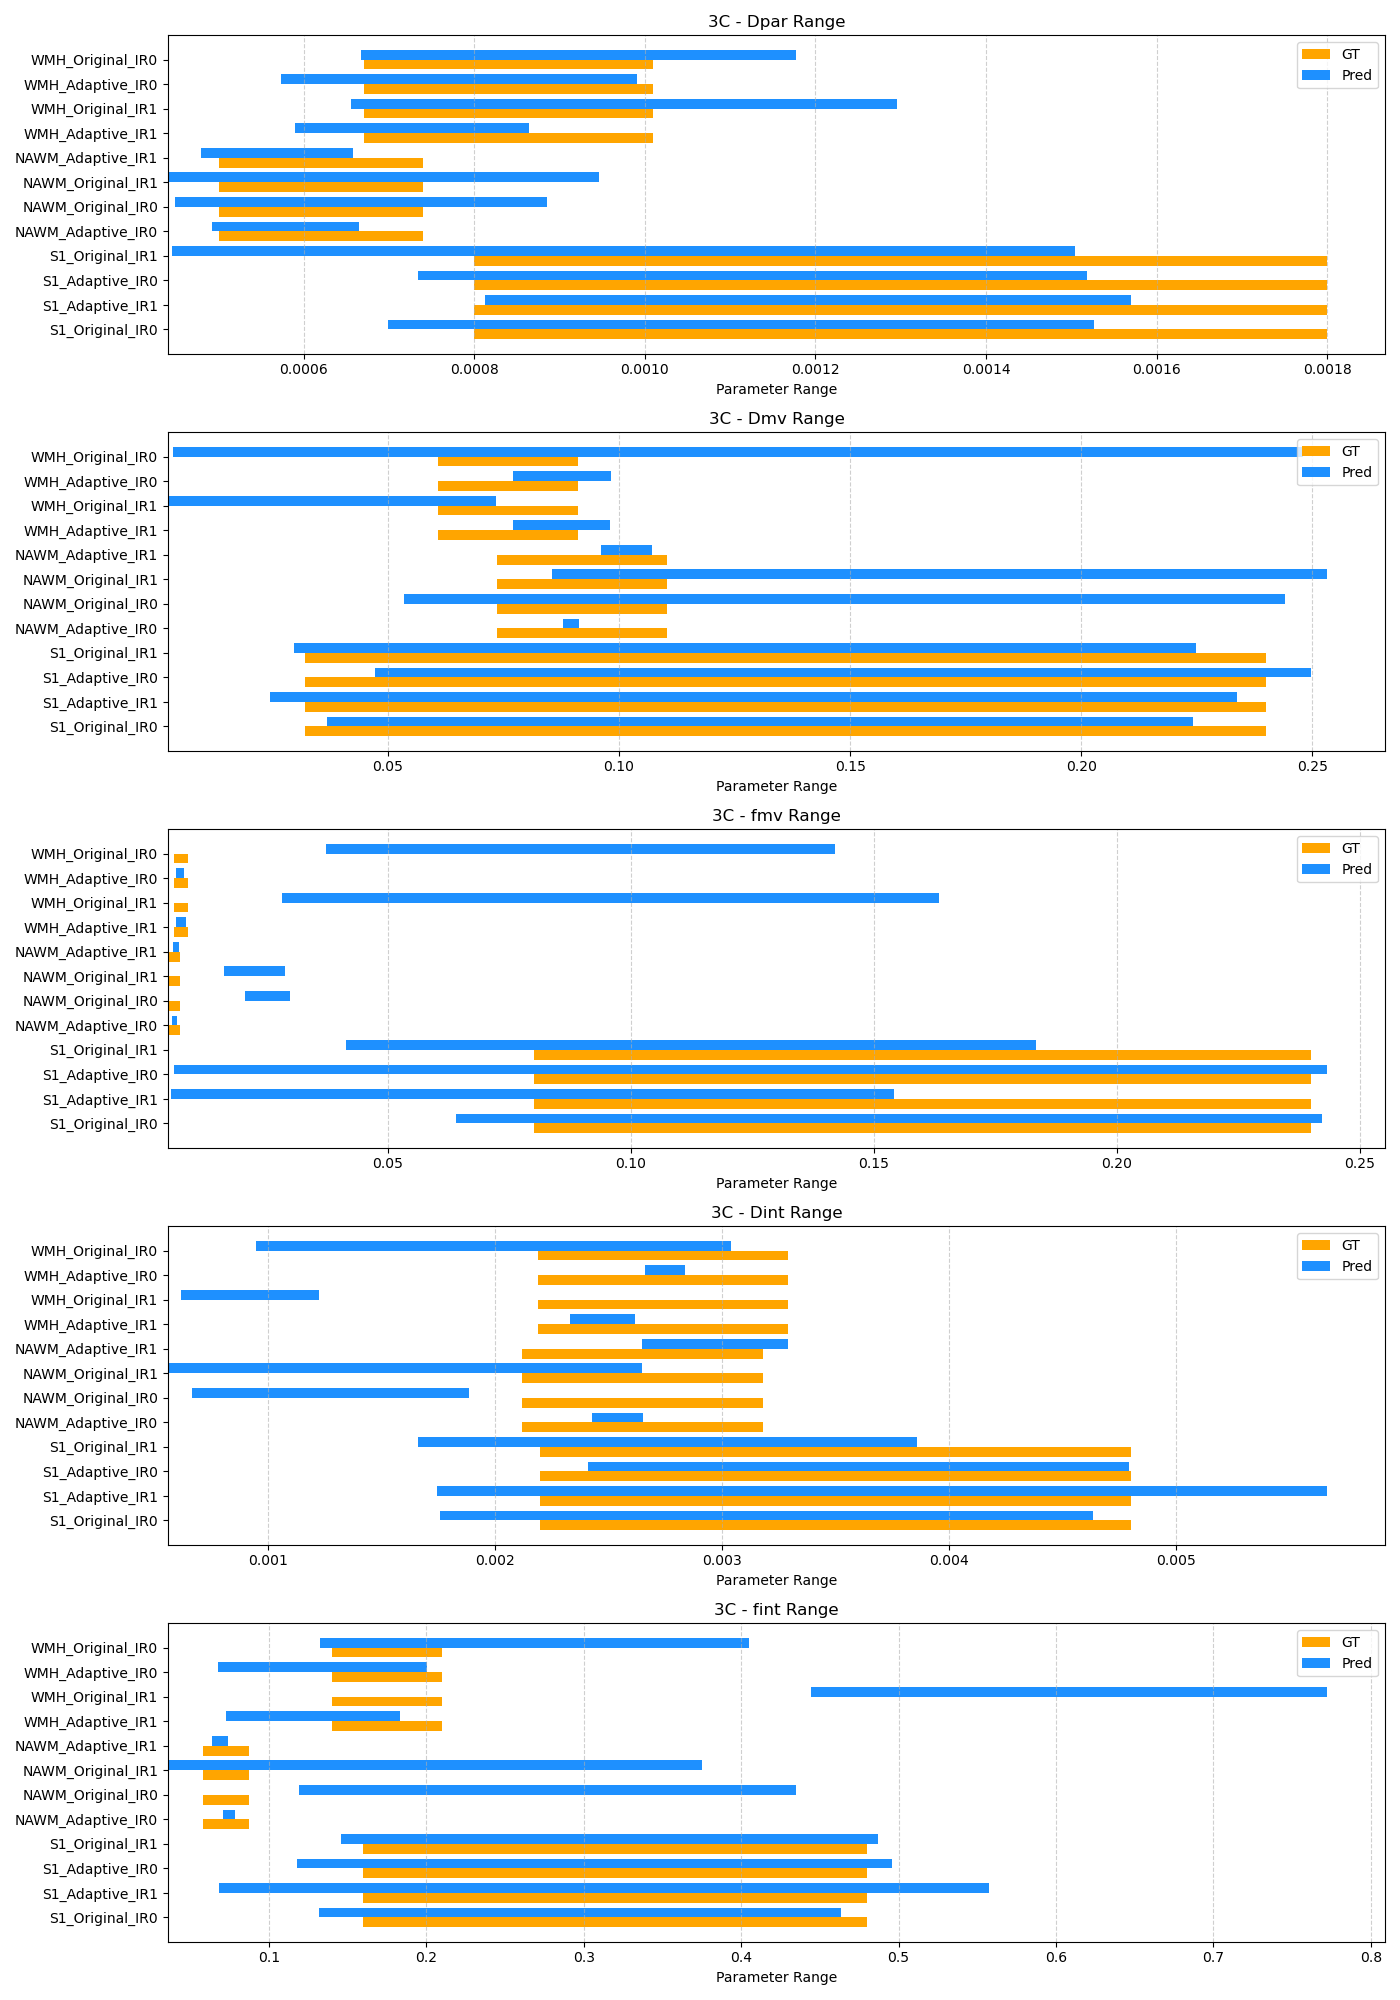 3C - Dpar Range
GT
Pred
WMH_Original_IR0
WMH_Adaptive_IR0
WMH_Original_IR1
WMH_Adaptive_IR1
NAWM_Adaptive_IR1
NAWM_Original_IR1
NAWM_Original_IR0
NAWM_Adaptive_IR0
S1_Original_IR1
S1_Adaptive_IR0
S1_Adaptive_IR1
S1_Original_IR0
0.0006 0.0008 0.0010 0.0012 0.0014 0.0016 0.0018
Parameter Range
3C - Dmv Range
GT
Pred
WMH_Original_IR0
WMH_Adaptive_IR0
WMH_Original_IR1
WMH_Adaptive_IR1
NAWM_Adaptive_IR1
NAWM_Original_IR1
NAWM_Original_IR0
NAWM_Adaptive_IR0
S1_Original_IR1
S1_Adaptive_IR0
S1_Adaptive_IR1
S1_Original_IR0
0.05 0.10 0.15 0.20 0.25
Parameter Range
3C - fmv Range
GT
Pred
WMH_Original_IR0
WMH_Adaptive_IR0
WMH_Original_IR1
WMH_Adaptive_IR1
NAWM_Adaptive_IR1
NAWM_Original_IR1
NAWM_Original_IR0
NAWM_Adaptive_IR0
S1_Original_IR1
S1_Adaptive_IR0
S1_Adaptive_IR1
S1_Original_IR0
0.05 0.10 0.15 0.20 0.25
Parameter Range
3C - Dint Range
GT
Pred
WMH_Original_IR0
WMH_Adaptive_IR0
WMH_Original_IR1
WMH_Adaptive_IR1
NAWM_Adaptive_IR1
NAWM_Original_IR1
NAWM_Original_IR0
NAWM_Adaptive_IR0
S1_Original_IR1
S1_Adaptive_IR0
S1_Adaptive_IR1
S1_Original_IR0
0.001 0.002 0.003 0.004 0.005
Parameter Range
3C - fint Range
GT
Pred
WMH_Original_IR0
WMH_Adaptive_IR0
WMH_Original_IR1
WMH_Adaptive_IR1
NAWM_Adaptive_IR1
NAWM_Original_IR1
NAWM_Original_IR0
NAWM_Adaptive_IR0
S1_Original_IR1
S1_Adaptive_IR0
S1_Adaptive_IR1
S1_Original_IR0
0.1 0.2 0.3 0.4 0.5 0.6 0.7 0.8
Parameter Range